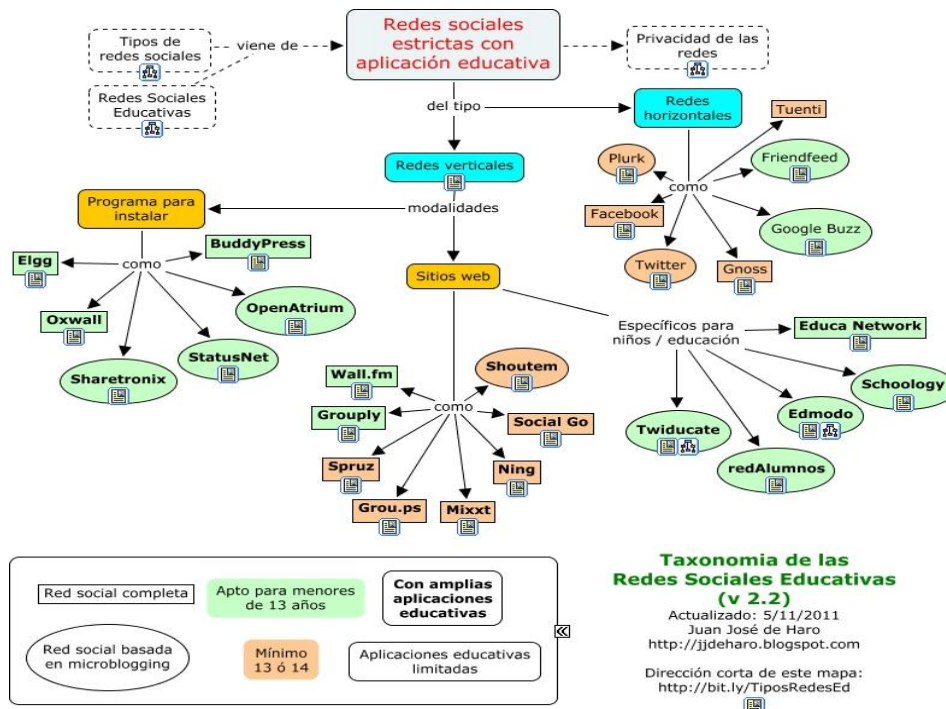 Redes sociales
estrictas con
aplicación educativa
Tipos de
redes sociales
viene de
Redes Sociales
Educativas
Privacidad de las
redes
del tipo
Redes
horizontales
Tuenti
Plurk
Friendfeed
como
Facebook
Google Buzz
Twitter
Gnoss
Redes verticales
modalidades
Programa para
instalar
BuddyPress
Elgg
como
OpenAtrium
Oxwall
StatusNet
Sharetronix
Sitios web
Específicos para
niños / educación
Educa Network
Schoology
Edmodo
Twiducate
redAlumnos
Wall.fm
Shoutem
como
Grouply
Social Go
Spruz
Ning
Grou.ps
Mixxt
Red social completa
Apto para menores
de 13 años
Con amplias
aplicaciones
educativas
Red social basada
en microblogging
Mínimo
13 ó 14
Aplicaciones educativas
limitadas
Taxonomia de las
Redes Sociales Educativas
(v 2.2)
Actualizado: 5/11/2011
Juan José de Haro
http://jjdeharo.blogspot.com
Dirección corta de este mapa:
http://bit.ly/TiposRedesEd